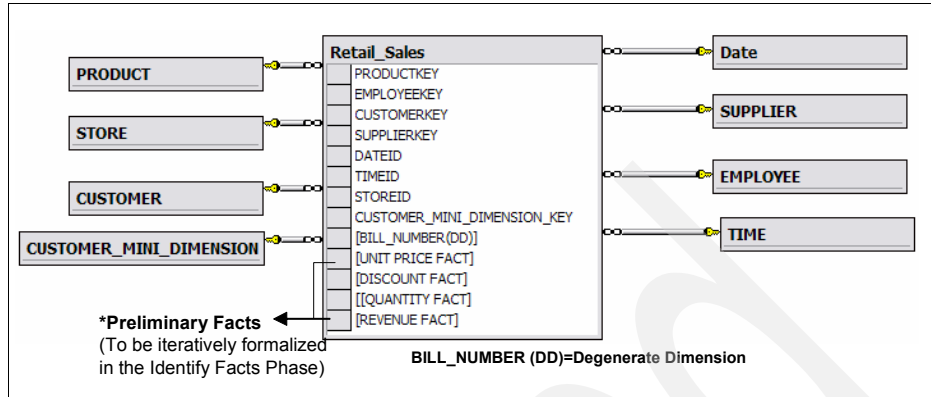 PRODUCT
STORE
CUSTOMER
CUSTOMER_MINI_DIMENSION
Retail_Sales
PRODUCTKEY
EMPLOYEEKEY
CUSTOMERKEY
SUPPLIERKEY
DATEID
TIMEID
STOREID
CUSTOMER_MINI_DIMENSION_KEY
[BILL_NUMBER(DD)]
[UNIT PRICE FACT]
[DISCOUNT FACT]
[[QUANTITY FACT]
[REVENUE FACT]
Date
SUPPLIER
EMPLOYEE
TIME
*Preliminary Facts
(To be iteratively formalized
in the Identify Facts Phase)
BILL_NUMBER (DD)=Degenerate Dimension